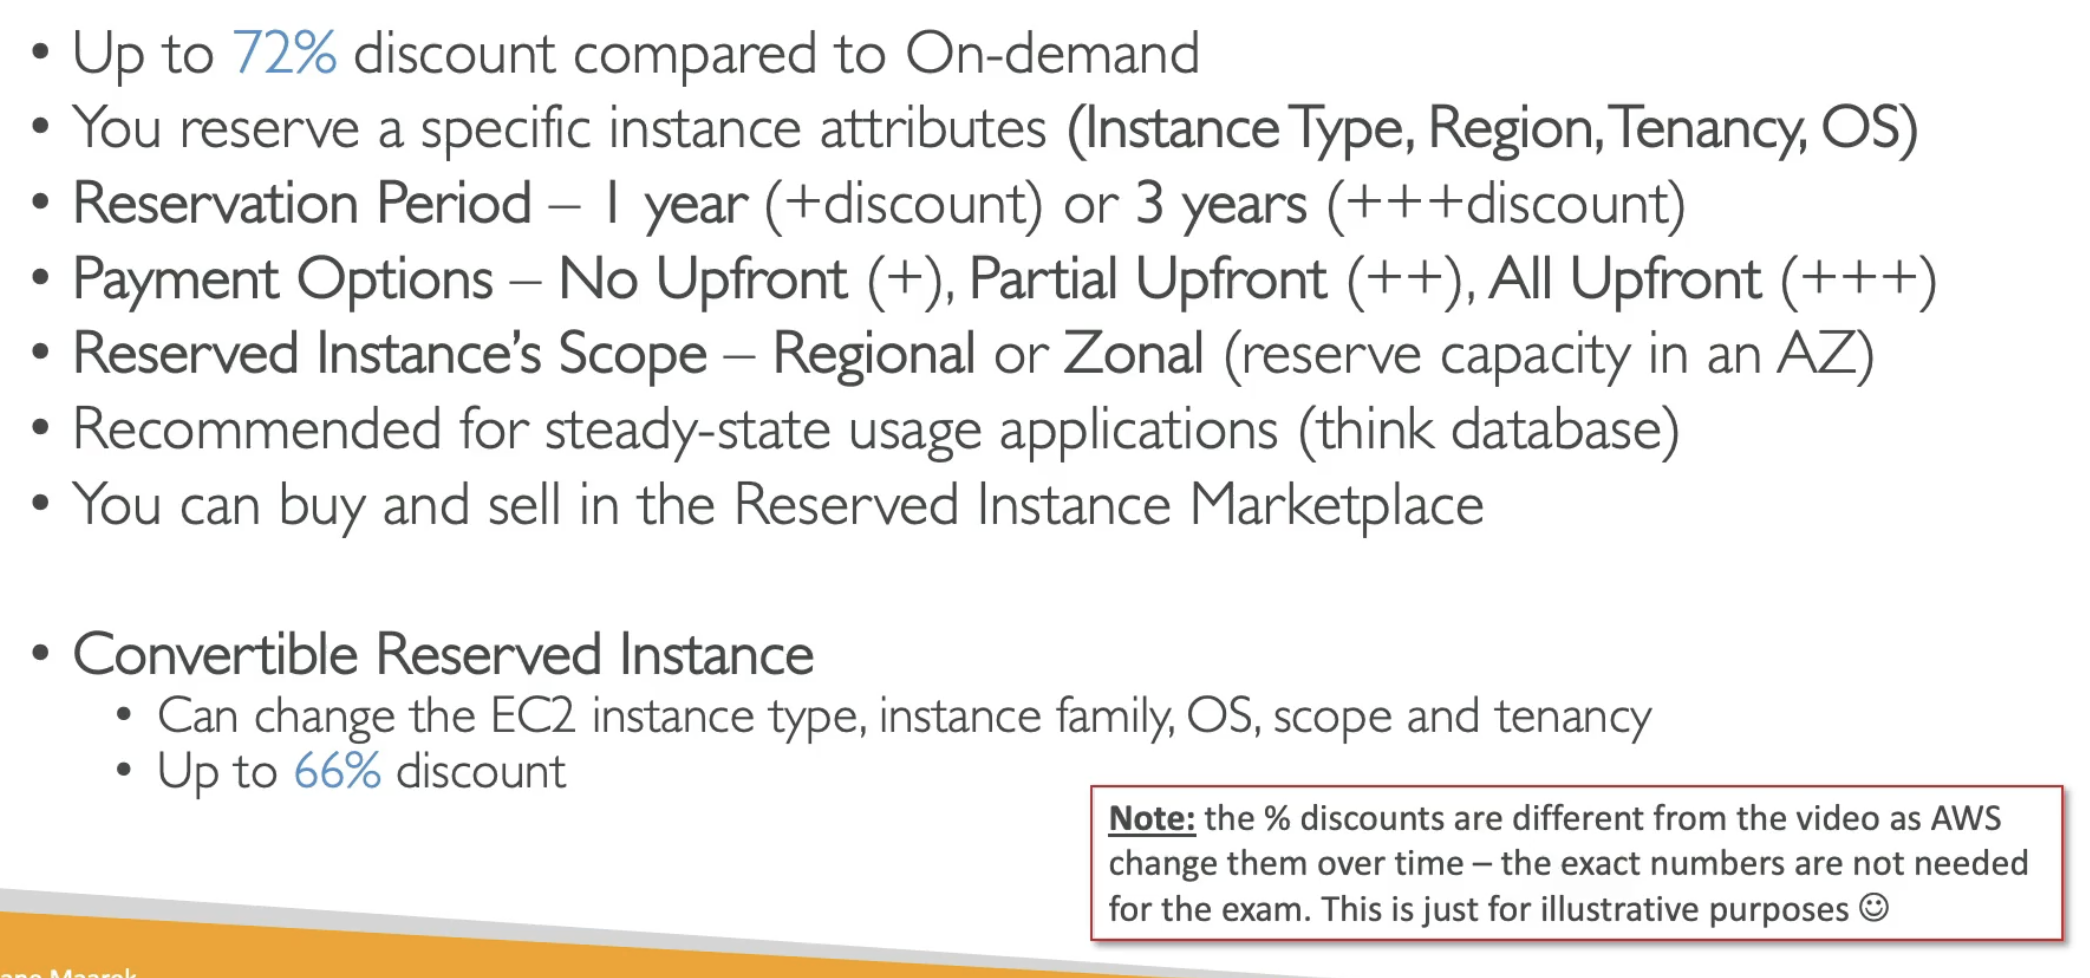 • Up to 72% discount compared to On-demand
• You reserve a specific instance attributes (Instance Type, Region, Tenancy, OS)
• Reservation Period – 1 year (+discount) or 3 years (+++discount)
• Payment Options – No Upfront (+), Partial Upfront (++), All Upfront (+++)
• Reserved Instance’s Scope – Regional or Zonal (reserve capacity in an AZ)
• Recommended for steady-state usage applications (think database)
• You can buy and sell in the Reserved Instance Marketplace
• Convertible Reserved Instance
• Can change the EC2 instance type, instance family, OS, scope and tenancy
• Up to 66% discount
Note: the % discounts are different from the video as AWS
change them over time – the exact numbers are not needed
for the exam. This is just for illustrative purposes ☺